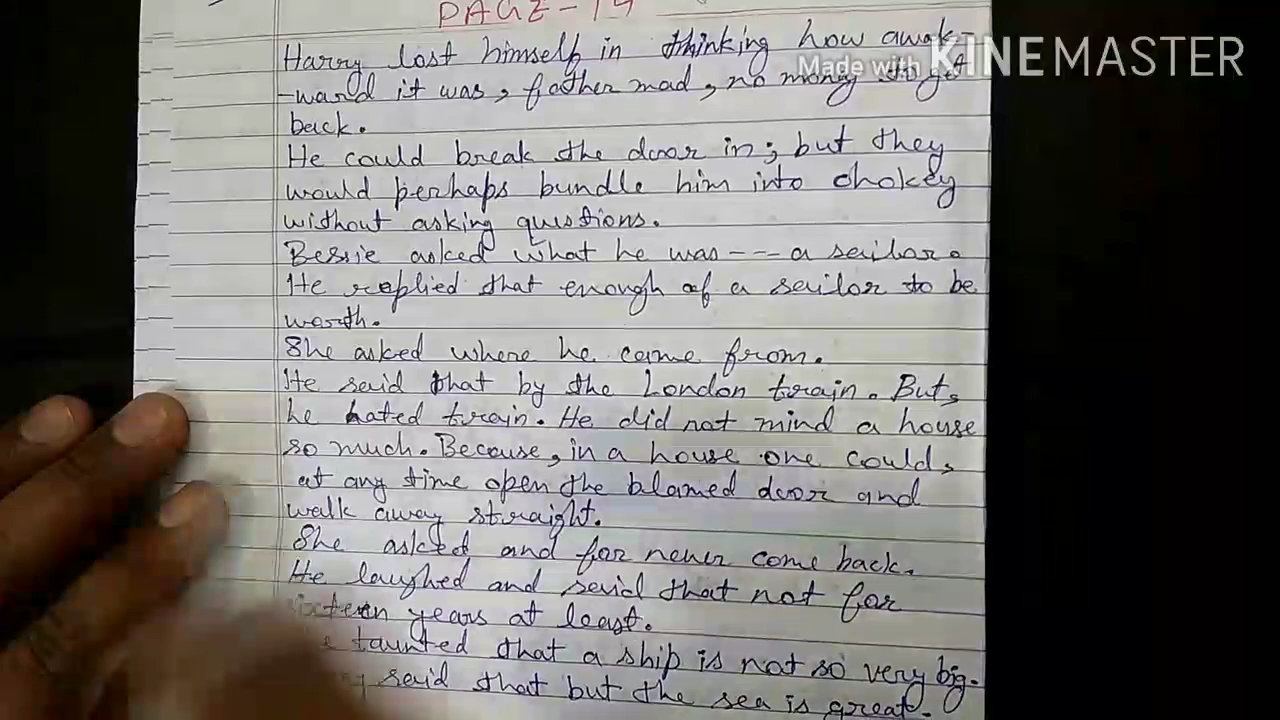 PAGE-14
Made with KINEMASTER
Harry lost himself in thinking how awak-
-ward it was, father mad, no money to get
back.
He could break the door in; but they
would perhaps bundle him into chokey
without asking questions.
Bessie asked what he was --- a sailor.
He replied that enough of a sailor to be
worth.
She asked where he came from.
He said that by the London train. But,
he hated train. He did not mind a house
so much. Because, in a house one could,
at any time open the blamed door and
walk away straight.
She asked and for never come back.
He laughed and said that not for
sixteen years at least.
taunted that a ship is not so very big.
said that but the sea is great.